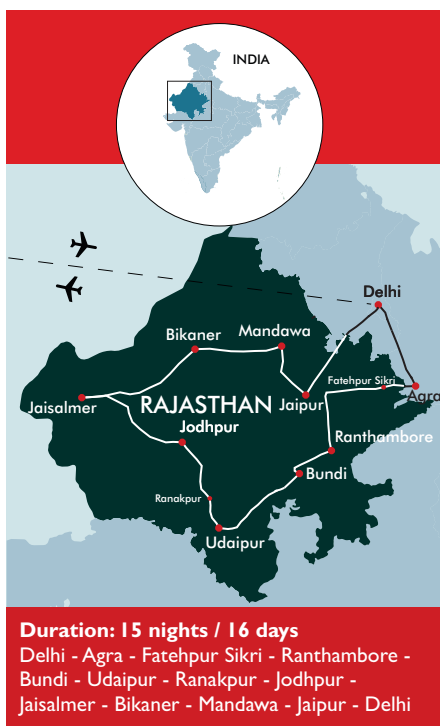 INDIA
Delhi
Bikaner
Mandawa
Fatehpur Sikri
Agra
Jaisalmer
RAJASTHAN
Jaipur
Jodhpur
Ranthambore
Bundi
Ranakpur
Udaipur
Duration: 15 nights / 16 days
Delhi - Agra - Fatehpur Sikri - Ranthambore -
Bundi - Udaipur - Ranakpur - Jodhpur -
Jaisalmer - Bikaner - Mandawa - Jaipur - Delhi